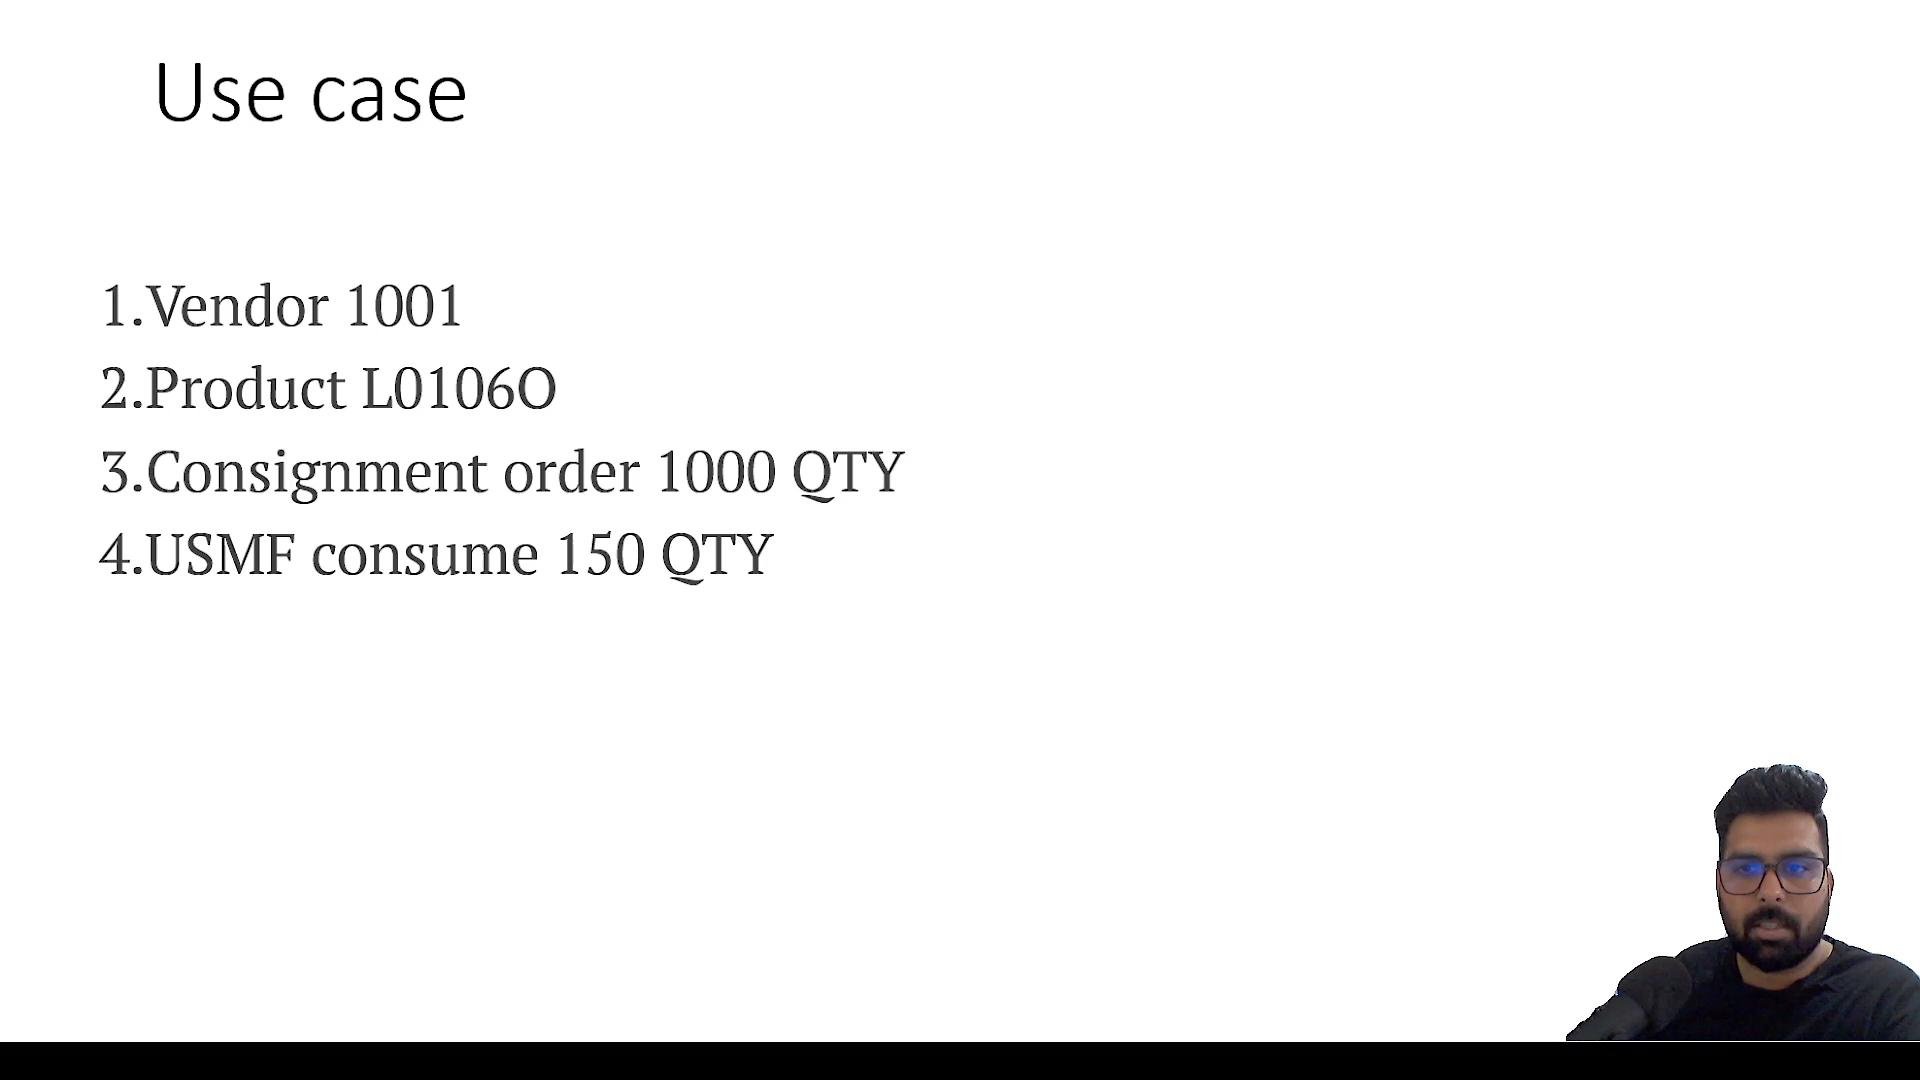 Use case
1.Vendor 1001
2.Product L0106O
3.Consignment order 1000 QTY
4.USMF consume 150 QTY